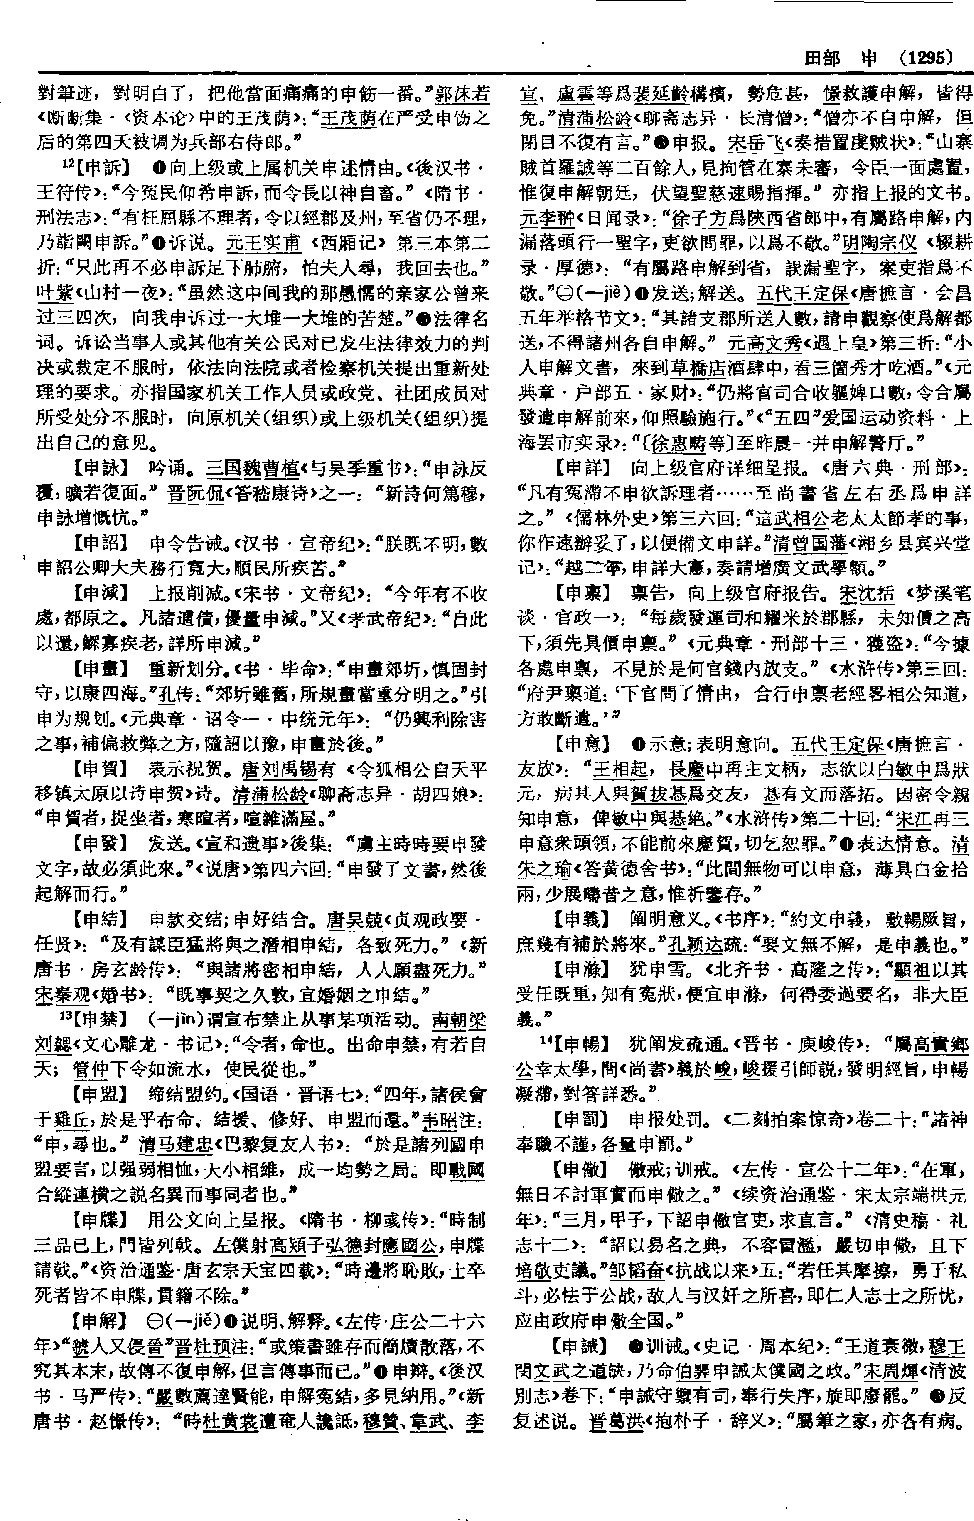 田部 申 (1295)
對筆迹，對明白了，把他當面痛痛的申飭一番。”郭沫若
《断断集·〈资本论〉中的王茂荫》：“王茂荫在严受申饬之
后的第四天被调为兵部右侍郎。”
12【申訴】 ❶向上级或上属机关申述情由。《後汉书·
王符传》：“今冤民仰希申訴，而令長以神自畜。”《隋书·
刑法志》：“有枉屈縣不理者，令以經郡及州，至省仍不理，
乃詣闕申訴。”❷诉说。元王实甫《西厢记》第三本第二
折：“只此再不必申訴足下肺腑，怕夫人尋，我回去也。”
叶紫《山村一夜》：“虽然这中间我的那愚懦的亲家公曾来
过三四次，向我申诉过一大堆一大堆的苦楚。”❸法律名
词。诉讼当事人或其他有关公民对已发生法律效力的判
决或裁定不服时，依法向法院或者检察机关提出重新处
理的要求。亦指国家机关工作人员或政党、社团成员对
所受处分不服时，向原机关(组织)或上级机关(组织)提
出自己的意见。
【申詠】 吟诵。三国魏曹植《与吴季重书》：“申詠反
覆，曠若復面。”晋阮侃《答嵇康诗》之一：“新詩何篤穆，
申詠增慨忼。”
【申詔】 申令告诫。《汉书·宣帝纪》：“朕既不明，數
申詔公卿大夫務行寬大，順民所疾苦。”
【申減】 上报削减。《宋书·文帝纪》：“今年有不收
處，都原之。凡諸逋債，優量申減。”又《孝武帝纪》：“自此
以還，鰥寡疾老，詳所申減。”
【申畫】 重新划分。《书·毕命》：“申畫郊圻，慎固封
守，以康四海。”孔传：“郊圻雖舊，所規畫當重分明之。”引
申为规划。《元典章·诏令一·中统元年》：“仍興利除害
之事，補偏救弊之方，隨詔以豫，申畫於後。”
【申賀】 表示祝贺。唐刘禹锡有《令狐相公自天平
移镇太原以诗申贺》诗。清蒲松龄《聊斋志异·胡四娘》：
“申賀者，捉坐者，寒暄者，喧雜滿屋。”
【申發】 发送。《宣和遗事》後集：“虜主時時要申發
文字，故必須此來。”《说唐》第四六回：“申發了文書，然後
起解而行。”
【申結】 申款交结；申好结合。唐吴兢《贞观政要·
任贤》：“及有謀臣猛將與之潛相申結，各致死力。”《新
唐书·房玄龄传》：“與諸將密相申結，人人願盡死力。”
宋秦观《婚书》：“既事契之久敦，宜婚姻之申结。”
13【申禁】 (—jìn)谓宣布禁止从事某项活动。南朝梁
刘勰《文心雕龙·书记》：“令者，命也。出命申禁，有若自
天；管仲下令如流水，使民從也。”
【申盟】 缔结盟约。《国语·晋语七》：“四年，諸侯會
于雞丘，於是乎布命、結援、修好、申盟而還。”韦昭注：
“申，尋也。”清马建忠《巴黎复友人书》：“於是諸列國申
盟要言，以强弱相恤，大小相維，成一均勢之局。即戰國
合縱連横之説名異而事同者也。”
【申牒】 用公文向上呈报。《隋书·柳彧传》：“時制
三品已上，門皆列戟。左僕射高熲子弘德封應國公，申牒
請戟。”《资治通鉴·唐玄宗天宝四载》：“時邊將恥敗，士卒
死者皆不申牒，貫籍不除。”
【申解】 ㊀(—jiě)❶说明、解释。《左传·庄公二十六
年》“虢人又侵晉”晋杜预注：“或策書雖存而簡牘散落，不
究其本末，故傳不復申解，但言傳事而已。”❷申辩。《後汉
书·马严传》：“嚴數薦達賢能，申解冤結，多見納用。”《新
唐书·赵憬传》：“時杜黄裳遭奄人讒詆，穆贊、韋武、李
宣、盧雲等爲裴延齡構擯，勢危甚，憬救護申解，皆得
免。”清蒲松龄《聊斋志异·长清僧》：“僧亦不自申解，但
閉目不復有言。”❸申报。宋岳飞《奏措置虔贼状》：“山寨
賊首羅誠等二百餘人，見拘管在寨未審，令臣一面處置，
惟復申解朝廷，伏望聖慈速賜指揮。”亦指上报的文书。
元李翀《日闻录》：“徐子方爲陝西省郎中，有屬路申解，内
漏落頭行一聖字，吏欲問罪，以爲不敬。”明陶宗仪《辍耕
录·厚德》：“有屬路申解到省，誤漏聖字，案吏指爲不
敬。”㊁(—jiè)❶发送；解送。五代王定保《唐摭言·会昌
五年举格节文》：“其諸支郡所送人數，請申觀察使爲解都
送，不得諸州各自申解。”元高文秀《遇上皇》第三折：“小
人申解文書，來到草橋店酒肆中，看三箇秀才吃酒。”《元
典章·户部五·家财》：“仍將官司合收驅婢口數，令合屬
發遣申解前來，仰照驗施行。”《“五四”爱国运动资料·上
海罢市实录》：“〔徐惠畴等〕至昨晨一并申解警厅。”
【申詳】 向上级官府详细呈报。《唐六典·刑部》：
“凡有冤滯不申欲訴理者……至尚書省左右丞爲申詳
之。”《儒林外史》第三六回：“這武相公老太太節孝的事，
你作速辦妥了，以便備文申詳。”清曾国藩《湘乡县宾兴堂
记》：“越二年，申詳大憲，奏請增廣文武學額。”
【申稟】 禀告，向上级官府报告。宋沈括《梦溪笔
谈·官政一》：“每歲發運司和糴米於郡縣，未知價之高
下，須先具價申禀。”《元典章·刑部十三·獲盗》：“今據
各處申禀，不見於是何官錢内放支。”《水浒传》第三回：
“府尹禀道：‘下官問了情由，合行申禀老經畧相公知道，
方敢斷遣。’”
【申意】 ❶示意；表明意向。五代王定保《唐摭言·
友放》：“王相起，長慶中再主文柄，志欲以白敏中爲狀
元，病其人與賀拔惎爲交友，惎有文而落拓。因密令親
知申意，俾敏中與惎絶。”《水浒传》第二十回：“宋江再三
申意衆頭領，不能前來慶賀，切乞恕罪。”❷表达情意。清
朱之瑜《答黄德舍书》：“此間無物可以申意，薄具白金拾
兩，少展疇昔之意，惟祈鑒存。”
【申義】 阐明意义。《书序》：“約文申義，敷暢厥旨，
庶幾有補於將來。”孔颖达疏：“要文無不解，是申義也。”
【申滌】 犹申雪。《北齐书·高隆之传》：“顯祖以其
受任既重，知有冤狀，便宜申滌，何得委過要名，非大臣
義。”
14【申暢】 犹阐发疏通。《晋书·庾峻传》：“屬高貴鄉
公幸太學，問《尚書》義於峻，峻援引師説，發明經旨，申暢
凝滯，對答詳悉。”
【申罰】 申报处罚。《二刻拍案惊奇》卷二十：“諸神
奉職不謹，各量申罰。”
【申儆】 儆戒；训戒。《左传·宣公十二年》：“在軍，
無日不討軍實而申儆之。”《续资治通鉴·宋太宗端拱元
年》：“三月，甲子，下詔申儆官吏，求直言。”《清史稿·礼
志十二》：“詔以易名之典，不容冒濫，嚴切申儆，且下
培敬吏議。”邹韬奋《抗战以来》五：“若任其摩擦，勇于私
斗，必怯于公战，敌人与汉奸之所喜，即仁人志士之所忧，
应由政府申儆全国。”
【申誡】 ❶训诫。《史记·周本纪》：“王道衰微，穆王
閔文武之道缺，乃命伯臩申誡太僕國之政。”宋周煇《清波
别志》卷下：“申誡守禦有司，奉行失序，旋即廢罷。”❷反
复述说。晋葛洪《抱朴子·辞义》：“屬筆之家，亦各有病。